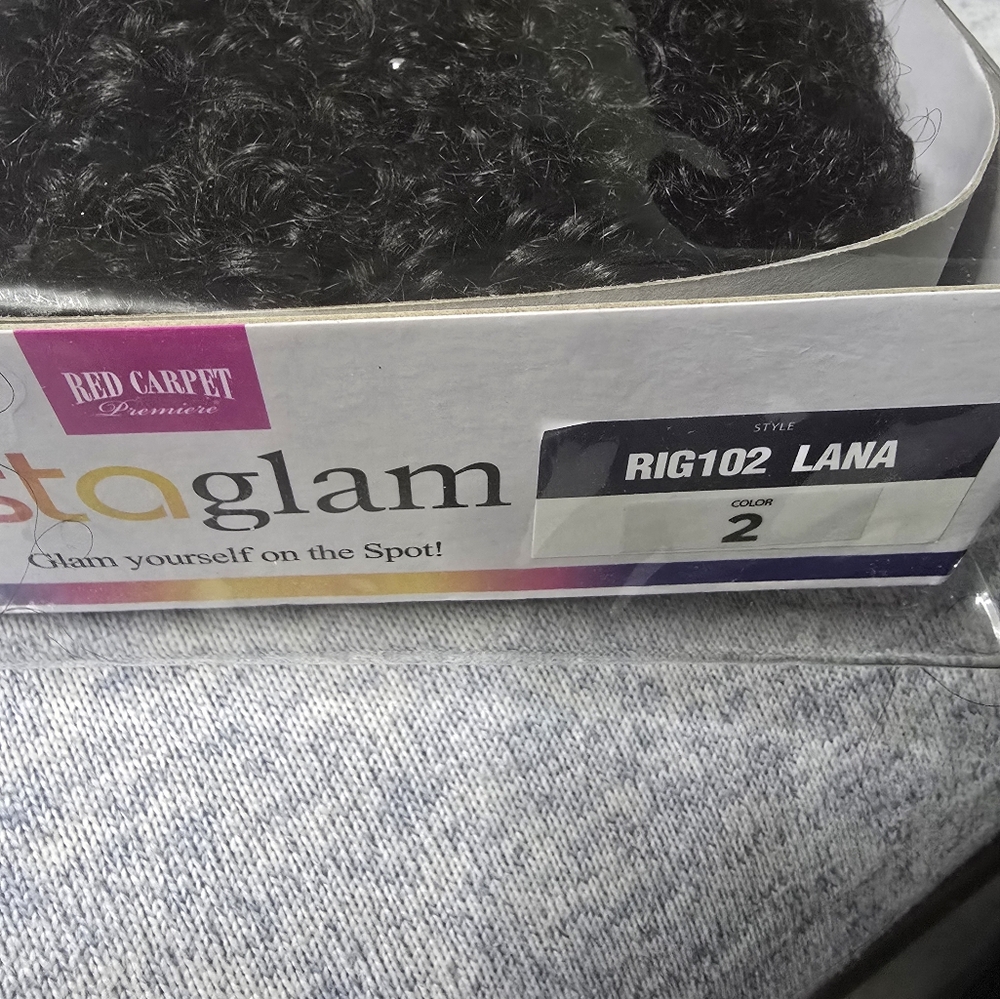 RED CARPET
Premiere
staglam
Glam yourself on the Spot!
STYLE
RIG102 LANA
COLOR
2